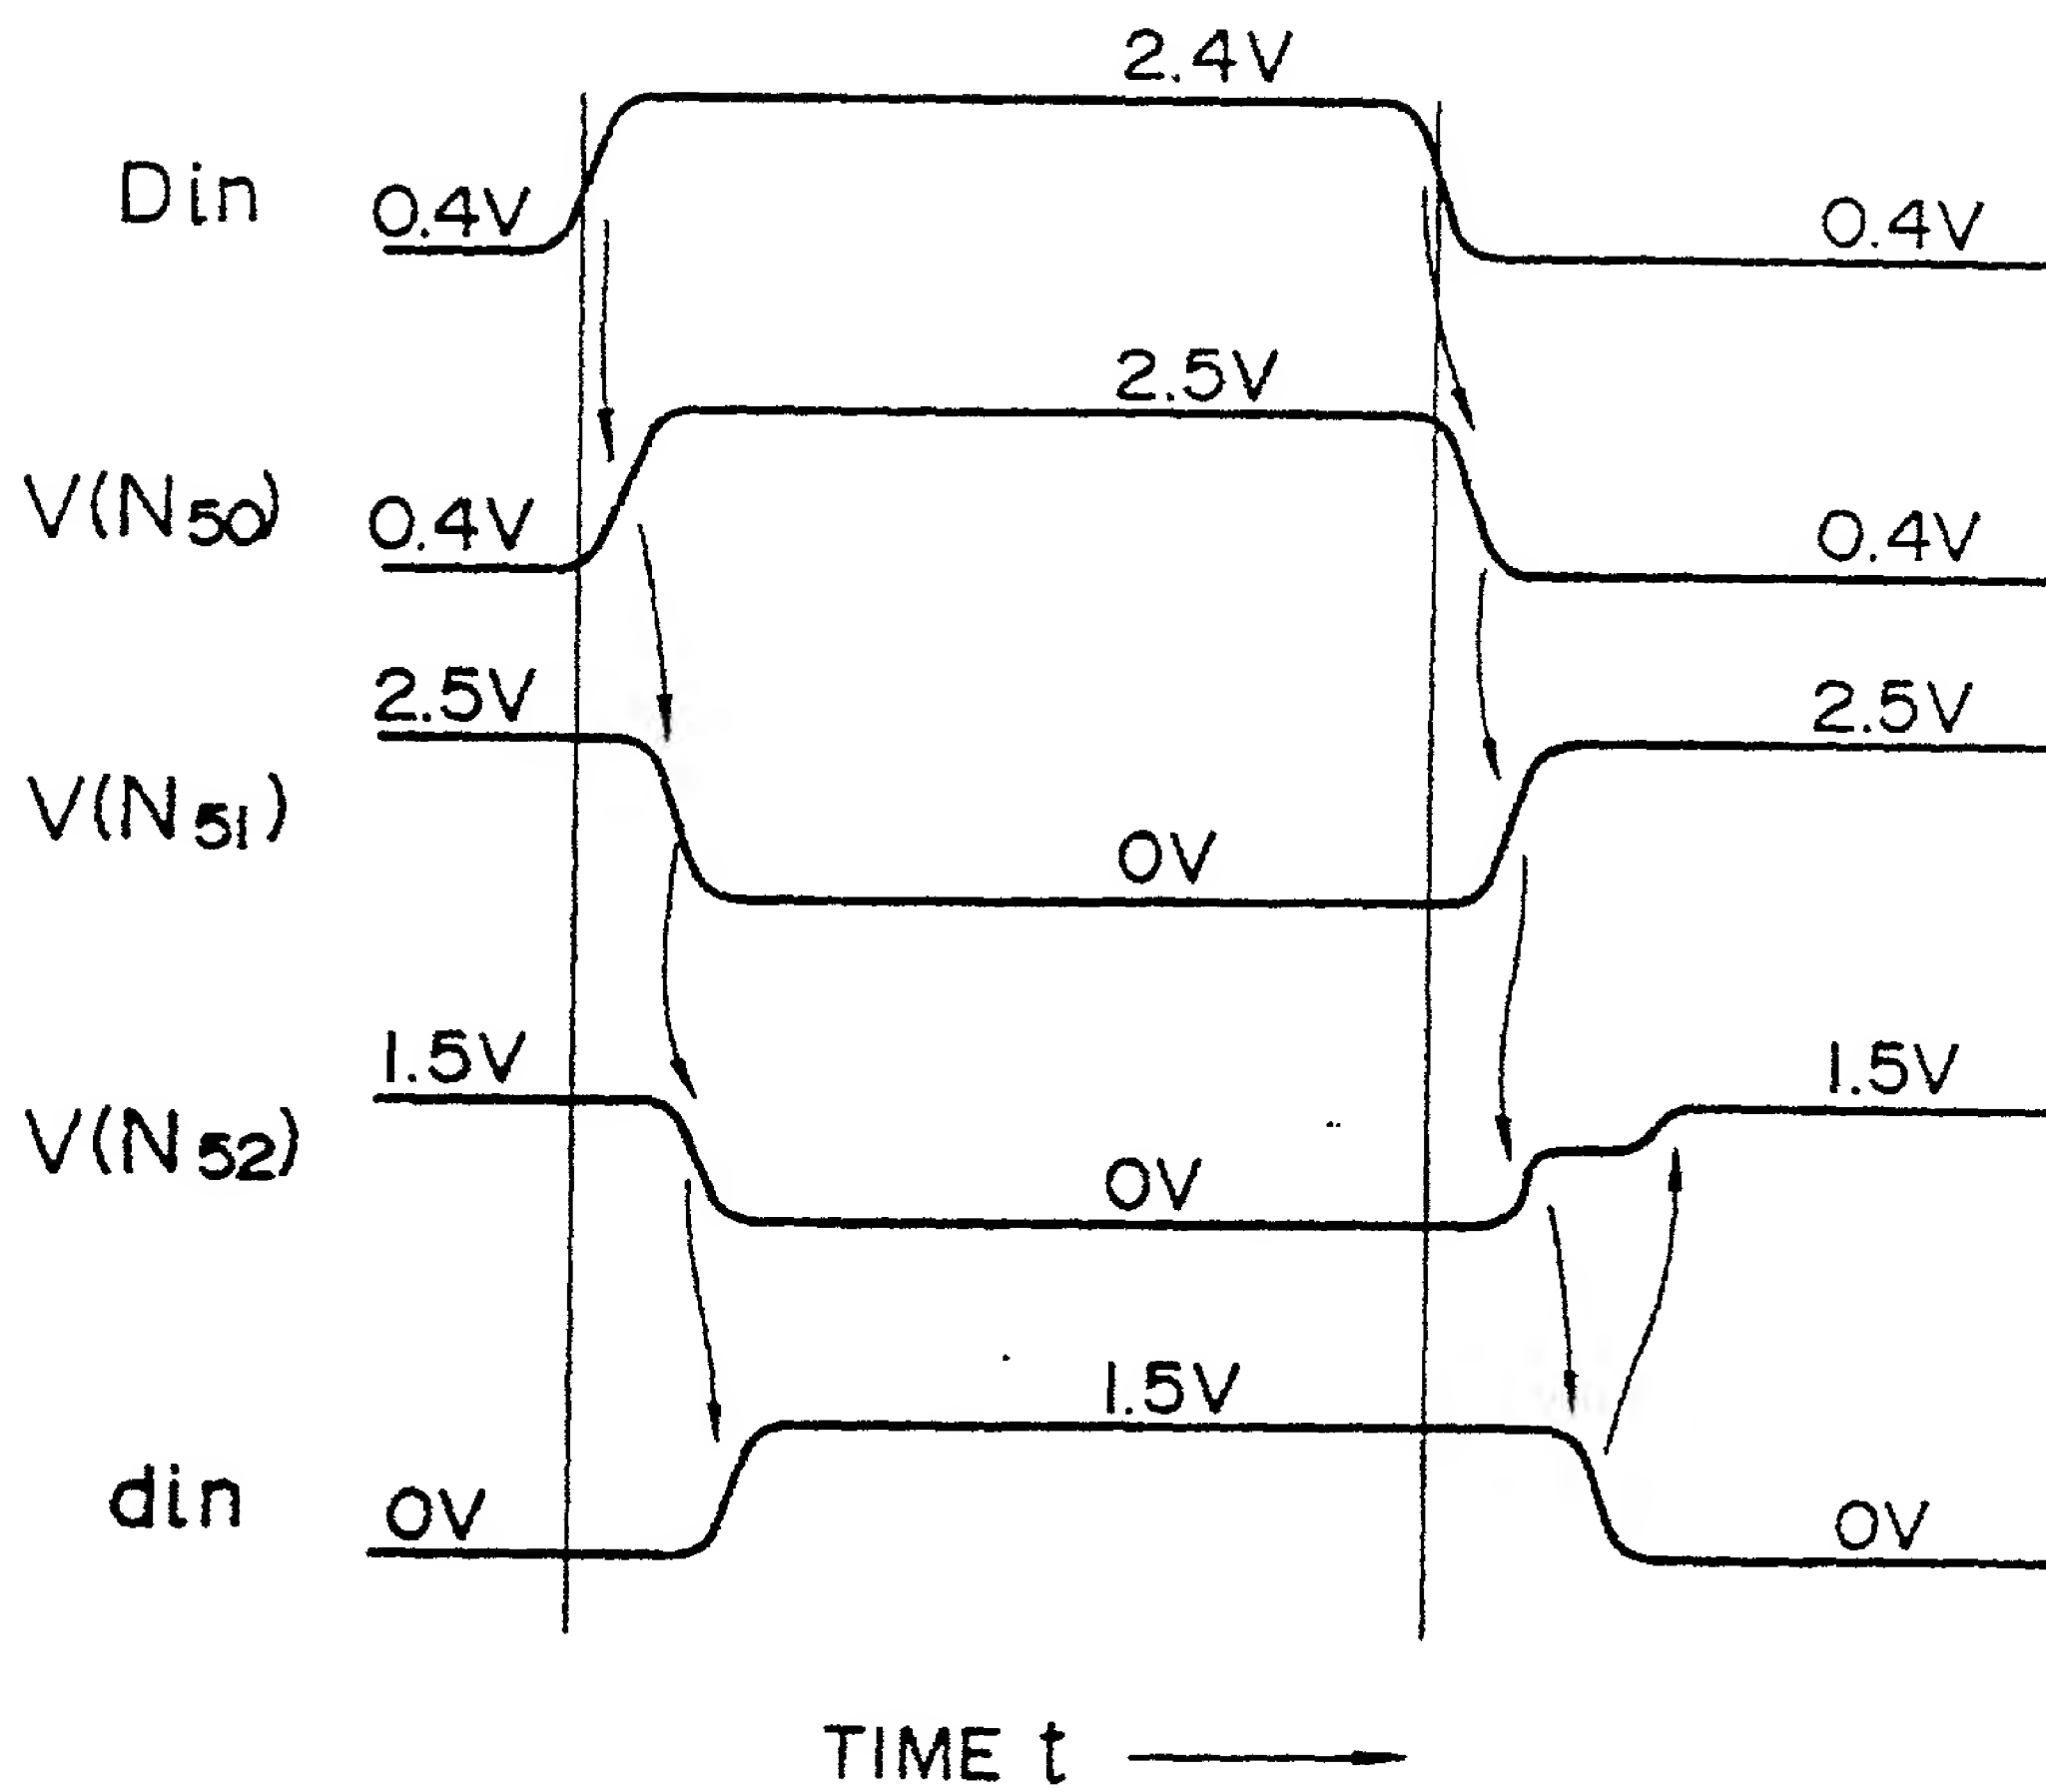 2.4V
Din 0.4V 0.4V
2.5V
V(N50) 0.4V 0.4V
2.5V 2.5V
V(N51) 0V
1.5V 1.5V
V(N52) 0V
1.5V
din 0V 0V
TIME t